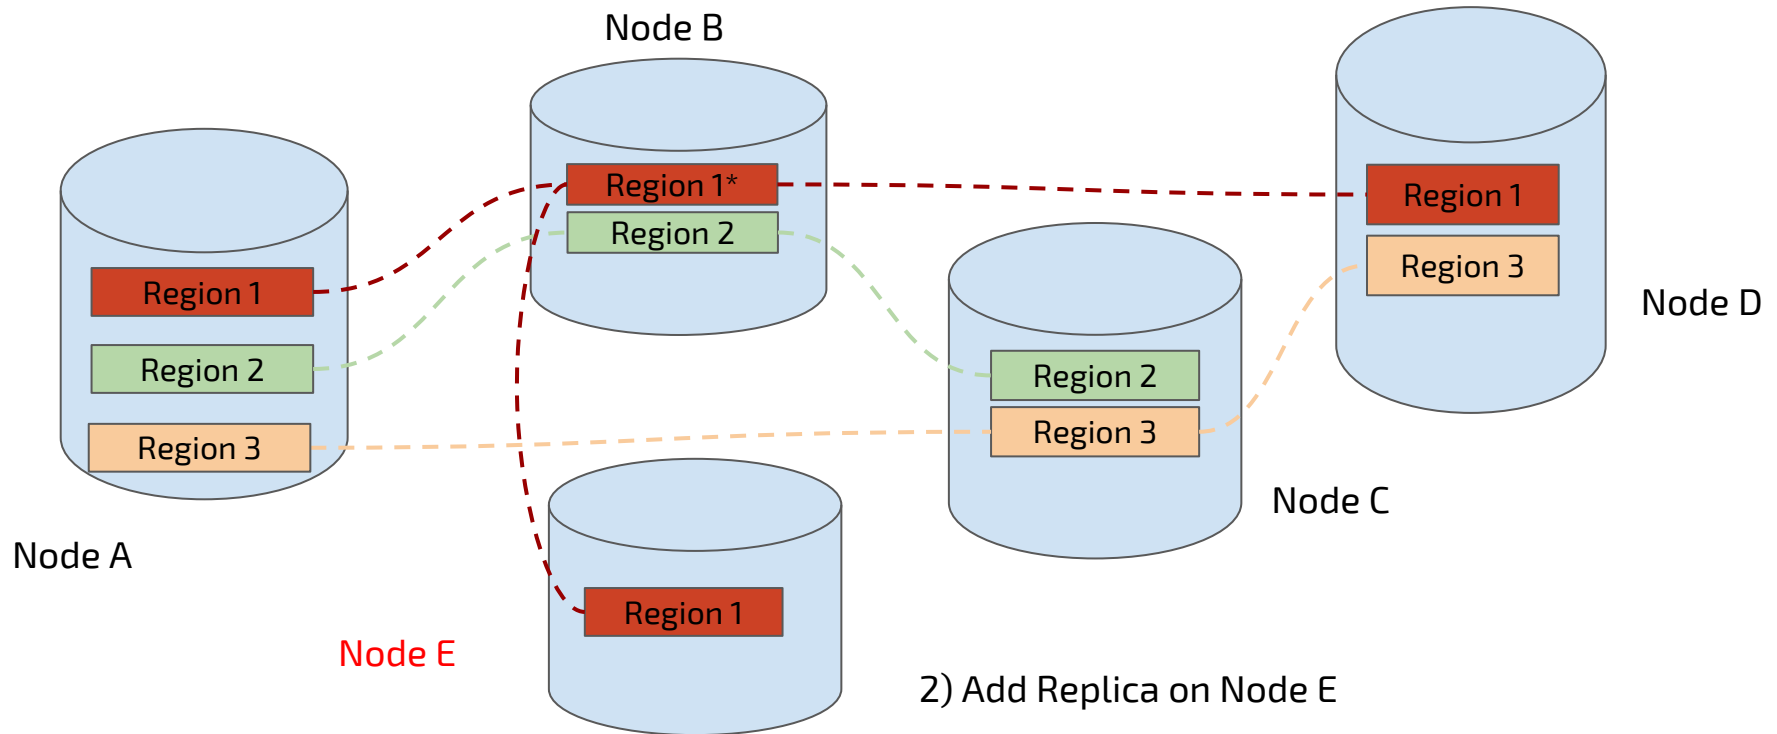 Node B
Region 1*
Region 2
Region 1
Region 3
Node D
Region 1
Region 2
Region 3
Node A
Region 2
Region 3
Node C
Region 1
Node E
2) Add Replica on Node E